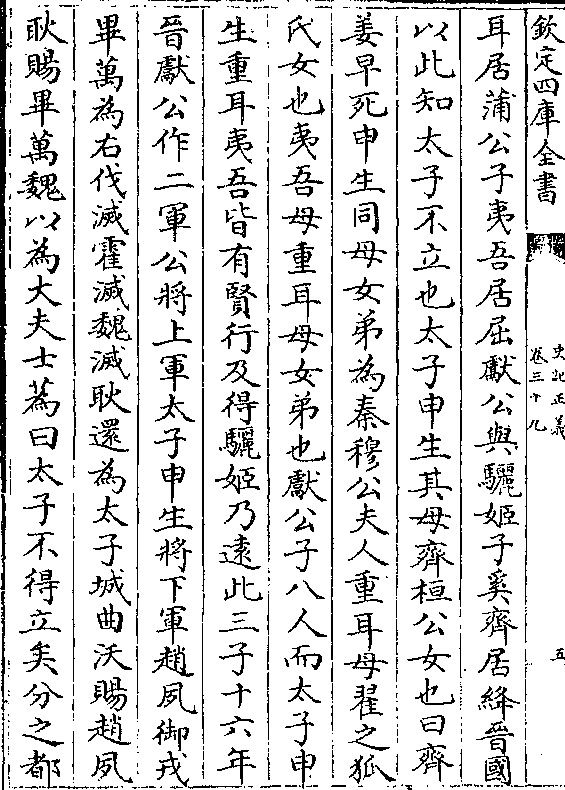 欽定四庫全書
史記正義
卷三十九
五
耳居蒲公子夷吾居屈獻公與驪姬子奚齊居絳晉國
以此知太子不立也太子申生其母齊桓公女也曰齊
姜早死申生同母女弟為秦穆公夫人重耳母翟之狐
氏女也夷吾母重耳母女弟也獻公子八人而太子申
生重耳夷吾皆有賢行及得驪姬乃遠此三子十六年
晉獻公作二軍公將上軍太子申生將下軍趙夙御戎
畢萬為右伐滅霍滅魏滅耿還為太子城曲沃賜趙夙
耿賜畢萬魏以為大夫士蒍曰太子不得立矣分之都